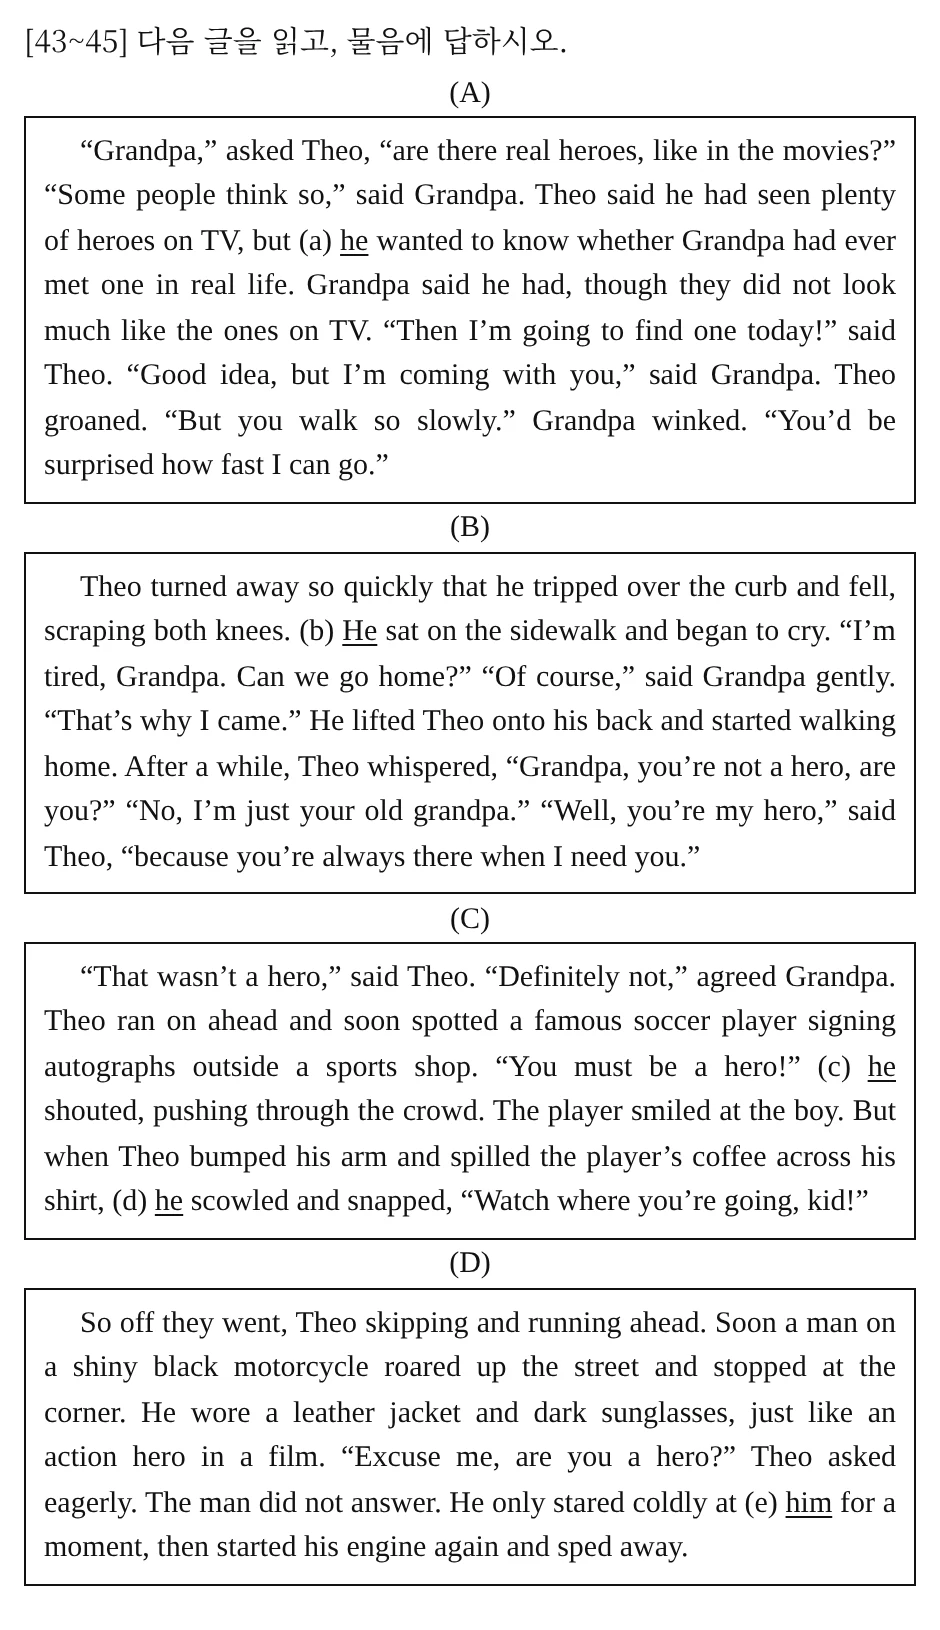 [43~45] 다음 글을 읽고, 물음에 답하시오.
(A)
“Grandpa,” asked Theo, “are there real heroes, like in the movies?”
“Some people think so,” said Grandpa. Theo said he had seen plenty
of heroes on TV, but (a) he wanted to know whether Grandpa had ever
met one in real life. Grandpa said he had, though they did not look
much like the ones on TV. “Then I’m going to find one today!” said
Theo. “Good idea, but I’m coming with you,” said Grandpa. Theo
groaned. “But you walk so slowly.” Grandpa winked. “You’d be
surprised how fast I can go.”
(B)
Theo turned away so quickly that he tripped over the curb and fell,
scraping both knees. (b) He sat on the sidewalk and began to cry. “I’m
tired, Grandpa. Can we go home?” “Of course,” said Grandpa gently.
“That’s why I came.” He lifted Theo onto his back and started walking
home. After a while, Theo whispered, “Grandpa, you’re not a hero, are
you?” “No, I’m just your old grandpa.” “Well, you’re my hero,” said
Theo, “because you’re always there when I need you.”
(C)
“That wasn’t a hero,” said Theo. “Definitely not,” agreed Grandpa.
Theo ran on ahead and soon spotted a famous soccer player signing
autographs outside a sports shop. “You must be a hero!” (c) he
shouted, pushing through the crowd. The player smiled at the boy. But
when Theo bumped his arm and spilled the player’s coffee across his
shirt, (d) he scowled and snapped, “Watch where you’re going, kid!”
(D)
So off they went, Theo skipping and running ahead. Soon a man on
a shiny black motorcycle roared up the street and stopped at the
corner. He wore a leather jacket and dark sunglasses, just like an
action hero in a film. “Excuse me, are you a hero?” Theo asked
eagerly. The man did not answer. He only stared coldly at (e) him for a
moment, then started his engine again and sped away.